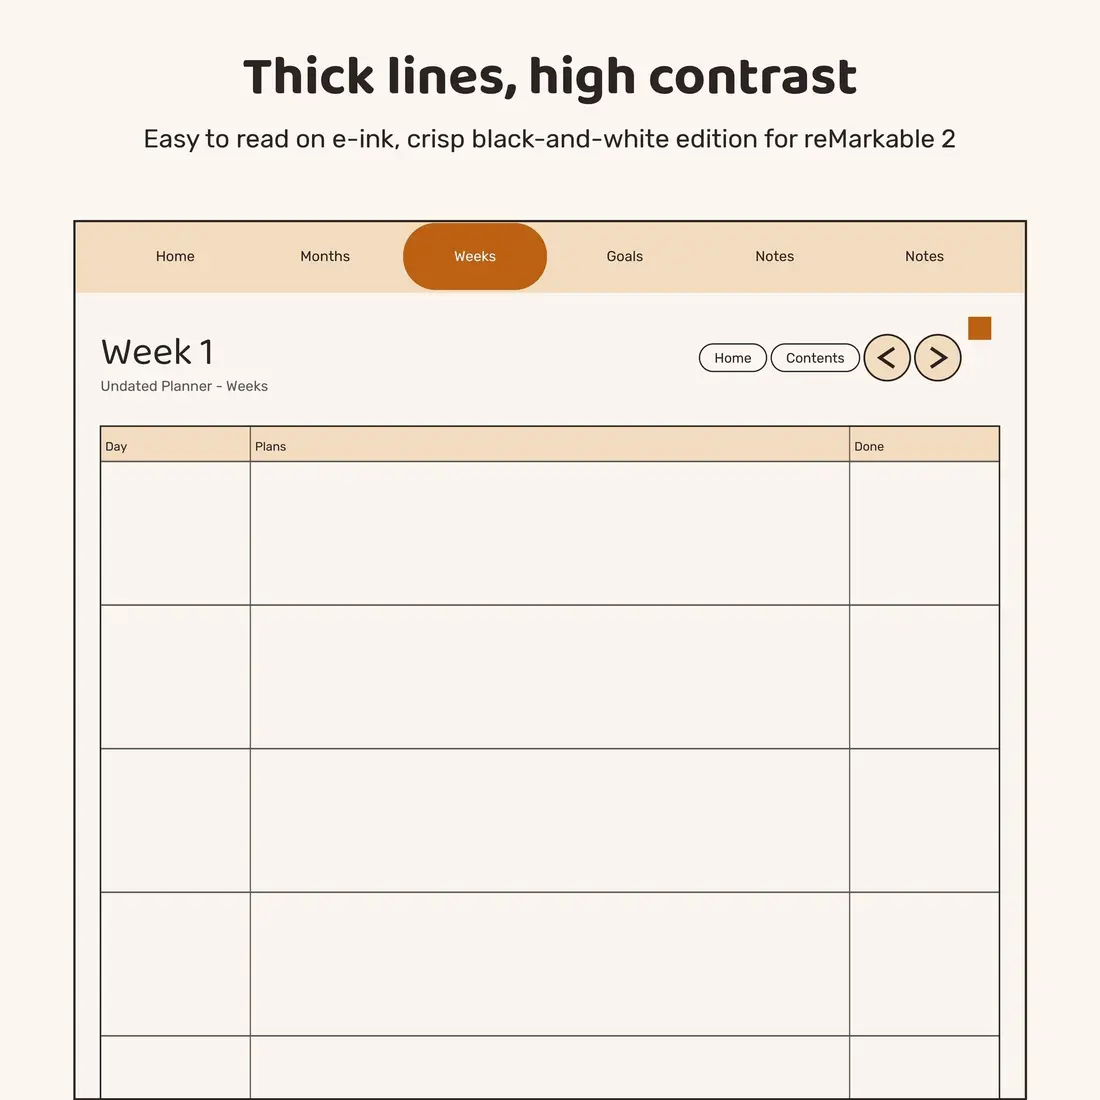 Thick lines, high contrast
Easy to read on e-ink, crisp black-and-white edition for reMarkable 2
Home Months Weeks Goals Notes Notes
Week 1
Home Contents < >
Undated Planner - Weeks
Day Plans Done